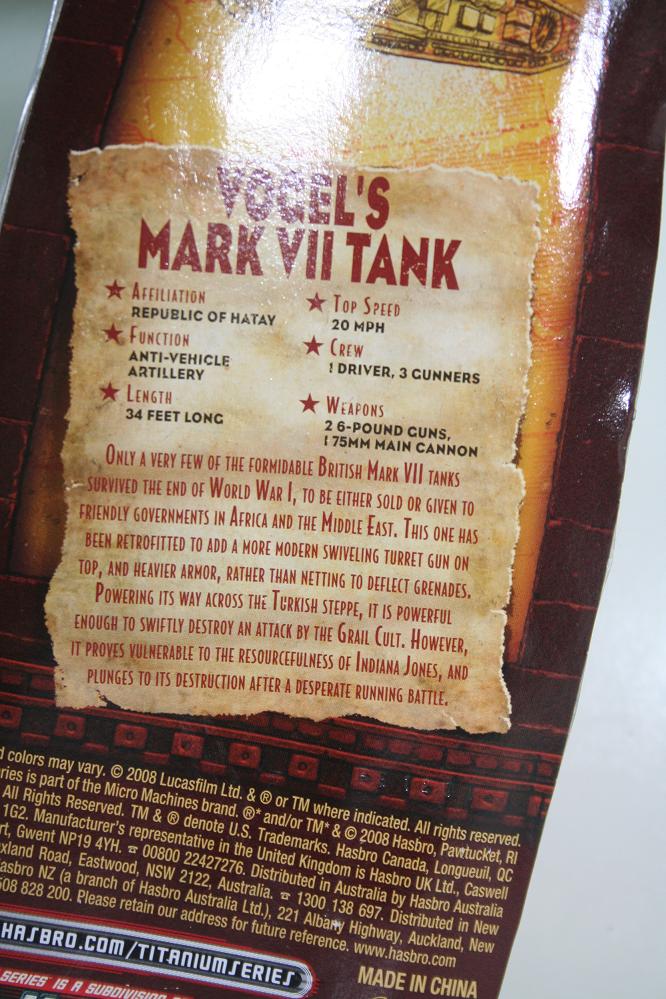 VOGEL'S
MARK VII TANK
AFFILIATION
REPUBLIC OF HATAY
FUNCTION
ANTI-VEHICLE
ARTILLERY
LENGTH
34 FEET LONG
TOP SPEED
20 MPH
CREW
1 DRIVER, 3 GUNNERS
WEAPONS
2 6-POUND GUNS,
1 75MM MAIN CANNON
ONLY A VERY FEW OF THE FORMIDABLE BRITISH MARK VII TANKS
SURVIVED THE END OF WORLD WAR I, TO BE EITHER SOLD OR GIVEN TO
FRIENDLY GOVERNMENTS IN AFRICA AND THE MIDDLE EAST. THIS ONE HAS
BEEN RETROFITTED TO ADD A MORE MODERN SWIVELING TURRET GUN ON
TOP, AND HEAVIER ARMOR, RATHER THAN NETTING TO DEFLECT GRENADES.
POWERING ITS WAY ACROSS THE TURKISH STEPPE, IT IS POWERFUL
ENOUGH TO SWIFTLY DESTROY AN ATTACK BY THE GRAIL CULT. HOWEVER,
IT PROVES VULNERABLE TO THE RESOURCEFULNESS OF INDIANA JONES, AND
PLUNGES TO ITS DESTRUCTION AFTER A DESPERATE RUNNING BATTLE.
colors may vary. © 2008 Lucasfilm Ltd. & ® or TM where indicated. All rights reserved.
is part of the Micro Machines brand. ®* and/or TM* & © 2008 Hasbro, Pawtucket, RI
All Rights Reserved. TM & ® denote U.S. Trademarks. Hasbro Canada, Longueuil, QC
1G2. Manufacturer's representative in the United Kingdom is Hasbro UK Ltd., Caswell
Gwent NP19 4YH. ☎ 00800 22427276. Distributed in Australia by Hasbro Australia
Road, Eastwood, NSW 2122, Australia. ☎ 1300 138 697. Distributed in New
NZ (a branch of Hasbro Australia Ltd.), 221 Albany Highway, Auckland, New
508 828 200. Please retain our address for future reference. www.hasbro.com
HASBRO.COM/TITANIUMSERIES
SERIES IS A SUBDIVISION
MADE IN CHINA